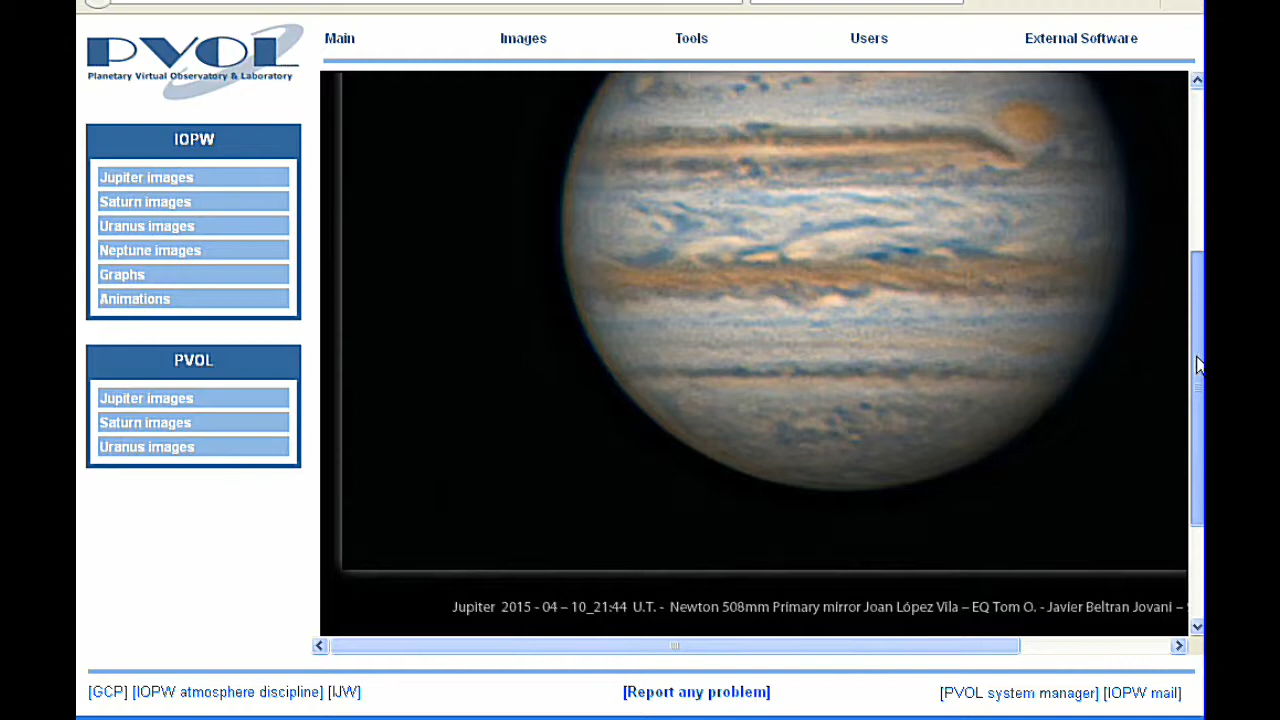 PVOL
Planetary Virtual Observatory & Laboratory
Main
Images
Tools
Users
External Software
IOPW
Jupiter images
Saturn images
Uranus images
Neptune images
Graphs
Animations
PVOL
Jupiter images
Saturn images
Uranus images
Jupiter 2015 - 04 – 10_21:44 U.T. - Newton 508mm Primary mirror Joan López Vila – EQ Tom O. - Javier Beltran Jovani –
[GCP] [IOPW atmosphere discipline] [IJW]
[Report any problem]
[PVOL system manager] [IOPW mail]